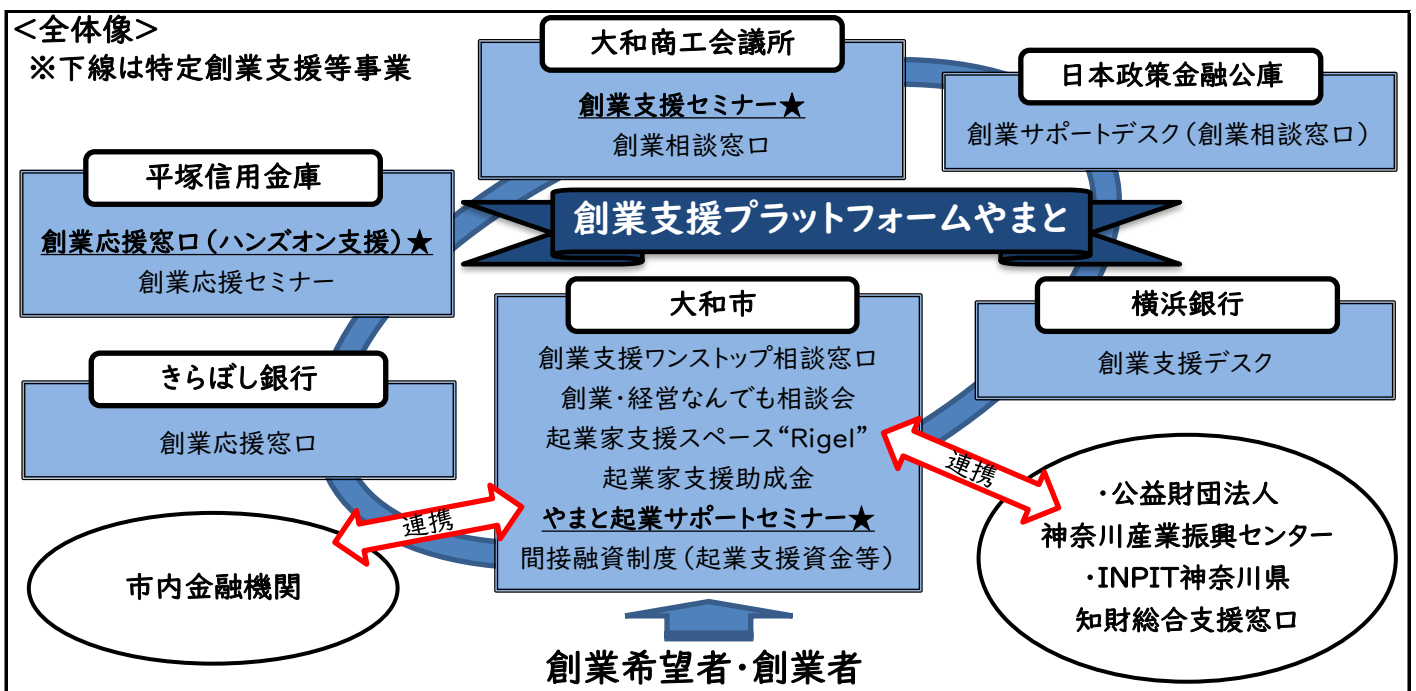 <全体像>
※下線は特定創業支援等事業
大和商工会議所
創業支援セミナー★
創業相談窓口
日本政策金融公庫
創業サポートデスク(創業相談窓口)
平塚信用金庫
創業応援窓口(ハンズオン支援)★
創業応援セミナー
創業支援プラットフォームやまと
大和市
創業支援ワンストップ相談窓口
創業・経営なんでも相談会
起業家支援スペース“Rigel”
起業家支援助成金
やまと起業サポートセミナー★
間接融資制度(起業支援資金等)
横浜銀行
創業支援デスク
きらぼし銀行
創業応援窓口
連携
連携
市内金融機関
・公益財団法人
神奈川産業振興センター
・INPIT神奈川県
知財総合支援窓口
創業希望者・創業者